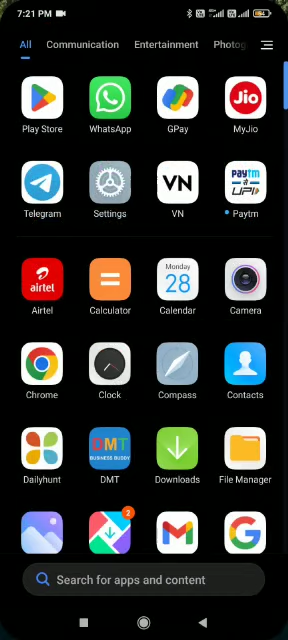 7:21 PM
All Communication Entertainment Photog
Play Store WhatsApp GPay MyJio
Jio
Telegram Settings VN Paytm
VN paytm UPI
Airtel Calculator Calendar Camera
airtel Monday 28
Chrome Clock Compass Contacts
Dailyhunt DMT Downloads File Manager
DMT BUSINESS BUDDY
2
Search for apps and content